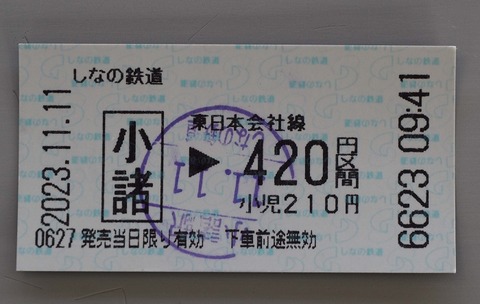 しなの鉄道
2023.11.11
小諸
東日本会社線
▶ 420円区間
小児210円
6623 09:41
0627 発売当日限り有効 下車前途無効
11.11